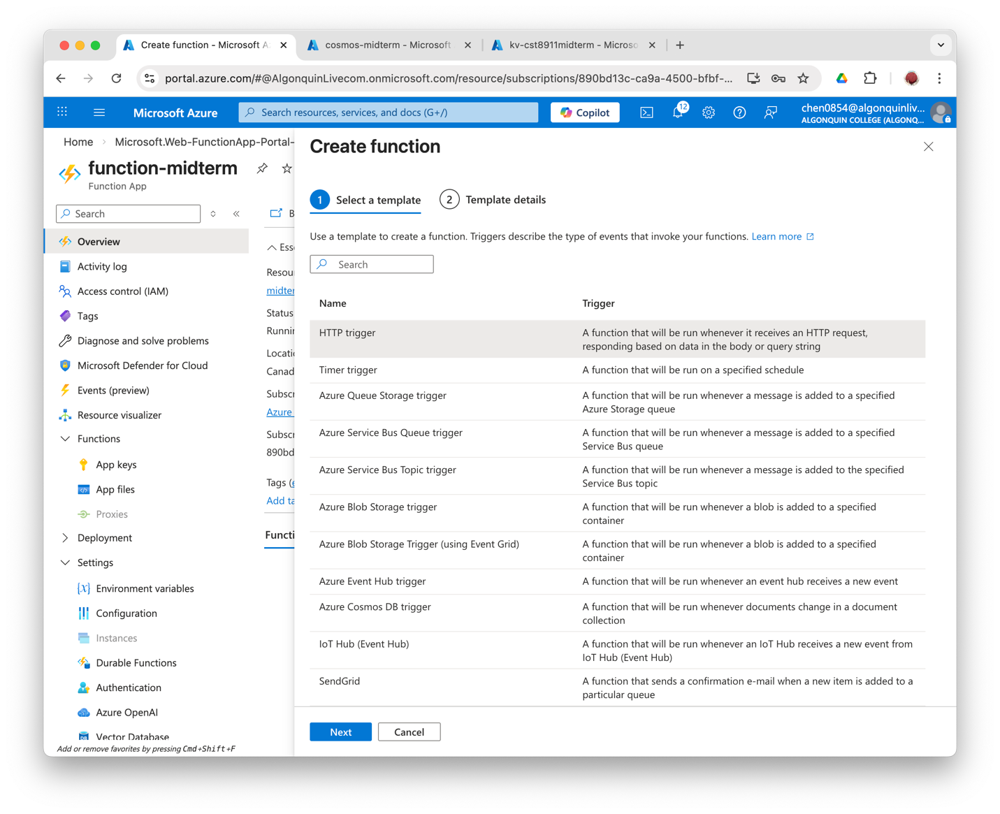 Create function - Microsoft A
cosmos-midterm - Microsoft
kv-cst8911midterm - Microso
portal.azure.com/#@AlgonquinLivecom.onmicrosoft.com/resource/subscriptions/890bd13c-ca9a-4500-bfbf-...
Microsoft Azure
Search resources, services, and docs (G+/)
Copilot
12
chen0854@algonquinliv...
ALGONQUIN COLLEGE (ALGONQ...
Home
Microsoft.Web-FunctionApp-Portal-
function-midterm
Function App
Search
Overview
Activity log
Access control (IAM)
Tags
Diagnose and solve problems
Microsoft Defender for Cloud
Events (preview)
Resource visualizer
Functions
App keys
App files
Proxies
Deployment
Settings
Environment variables
Configuration
Instances
Durable Functions
Authentication
Azure OpenAI
Vector Database
Add or remove favorites by pressing Cmd+Shift+F
B
Esse
Resou
midter
Status
Runnin
Locatio
Canad
Subscr
Azure
Subscr
890bd
Tags (e
Add ta
Functi
Create function
1 Select a template
2 Template details
Use a template to create a function. Triggers describe the type of events that invoke your functions. Learn more
Search
Name Trigger
HTTP trigger A function that will be run whenever it receives an HTTP request,
responding based on data in the body or query string
Timer trigger A function that will be run on a specified schedule
Azure Queue Storage trigger A function that will be run whenever a message is added to a specified
Azure Storage queue
Azure Service Bus Queue trigger A function that will be run whenever a message is added to a specified
Service Bus queue
Azure Service Bus Topic trigger A function that will be run whenever a message is added to the specified
Service Bus topic
Azure Blob Storage trigger A function that will be run whenever a blob is added to a specified
container
Azure Blob Storage Trigger (using Event Grid) A function that will be run whenever a blob is added to a specified
container
Azure Event Hub trigger A function that will be run whenever an event hub receives a new event
Azure Cosmos DB trigger A function that will be run whenever documents change in a document
collection
IoT Hub (Event Hub) A function that will be run whenever an IoT Hub receives a new event from
IoT Hub (Event Hub)
SendGrid A function that sends a confirmation e-mail when a new item is added to a
particular queue
Next
Cancel